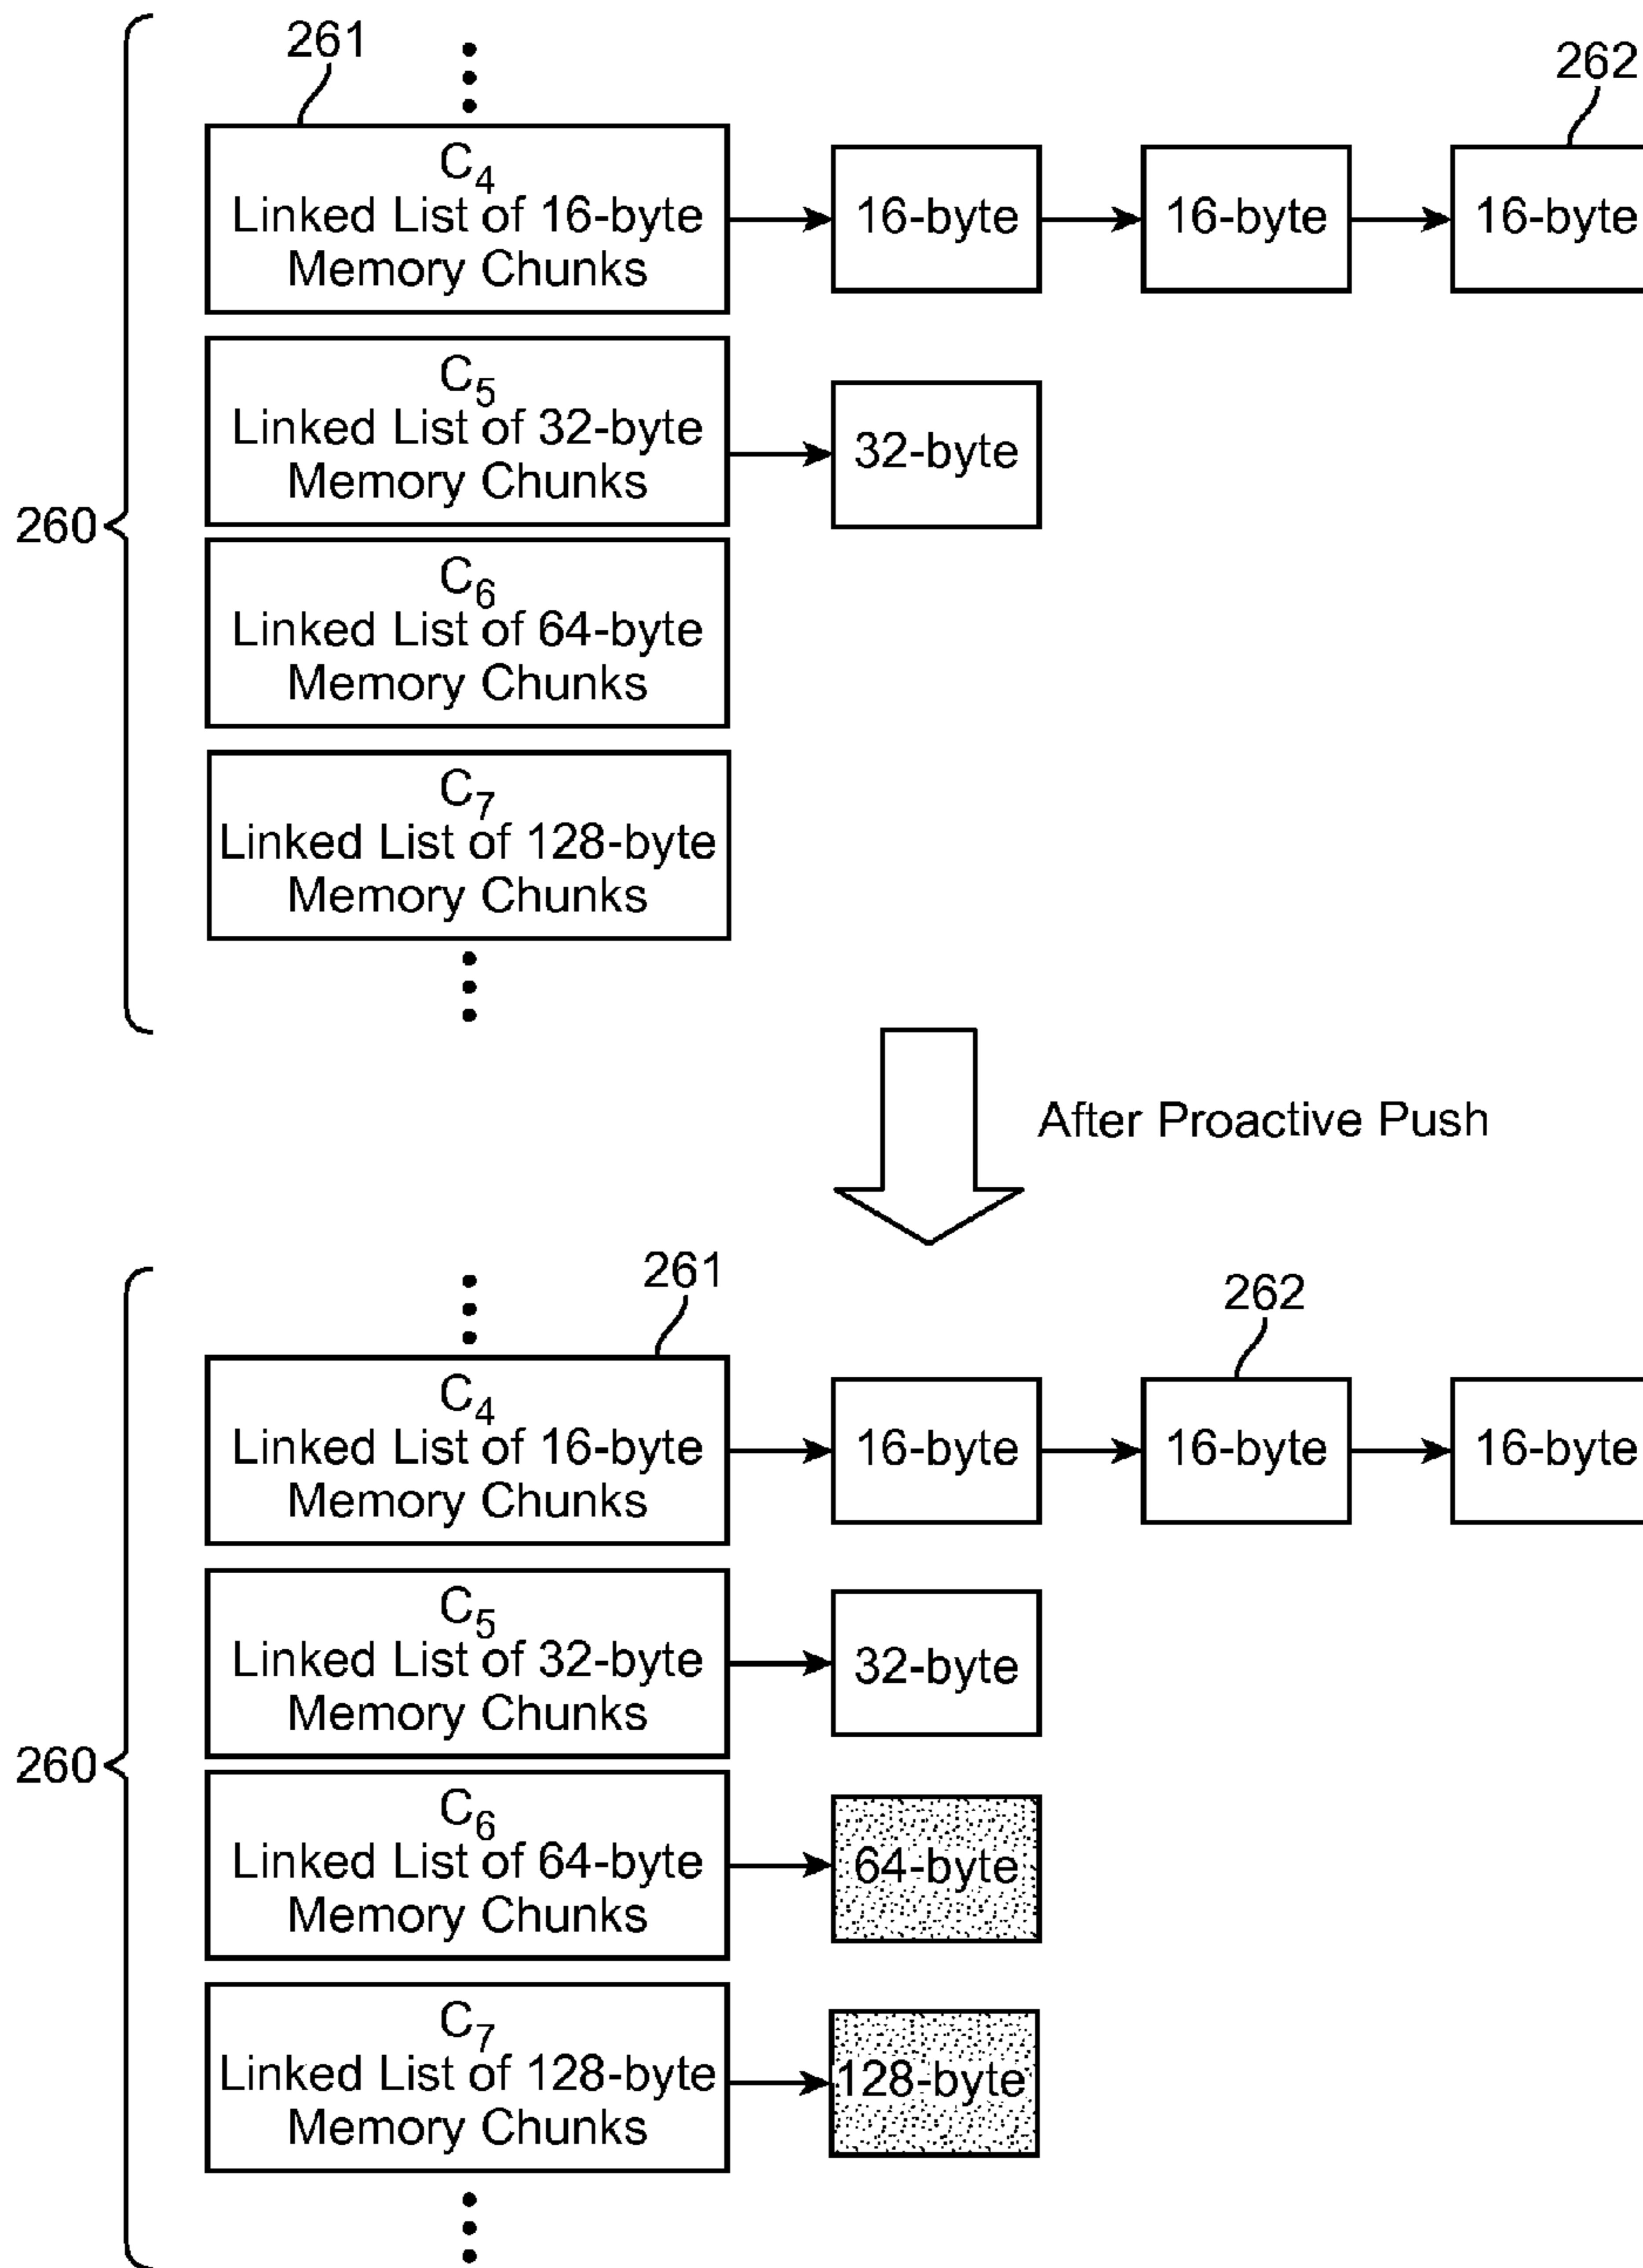 261
262
C4
Linked List of 16-byte
Memory Chunks
16-byte
16-byte
16-byte
C5
Linked List of 32-byte
Memory Chunks
32-byte
260
C6
Linked List of 64-byte
Memory Chunks
C7
Linked List of 128-byte
Memory Chunks
After Proactive Push
261
262
C4
Linked List of 16-byte
Memory Chunks
16-byte
16-byte
16-byte
C5
Linked List of 32-byte
Memory Chunks
32-byte
260
C6
Linked List of 64-byte
Memory Chunks
64-byte
C7
Linked List of 128-byte
Memory Chunks
128-byte